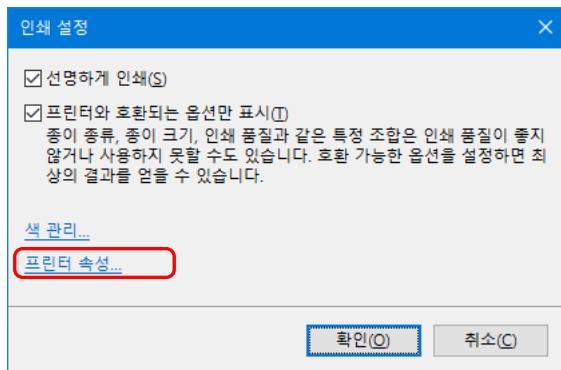 인쇄 설정
선명하게 인쇄(S)
프린터와 호환되는 옵션만 표시(T)
종이 종류, 종이 크기, 인쇄 품질과 같은 특정 조합은 인쇄 품질이 좋지
않거나 사용하지 못할 수도 있습니다. 호환 가능한 옵션을 설정하면 최
상의 결과를 얻을 수 있습니다.
색 관리...
프린터 속성...
확인(O)
취소(C)